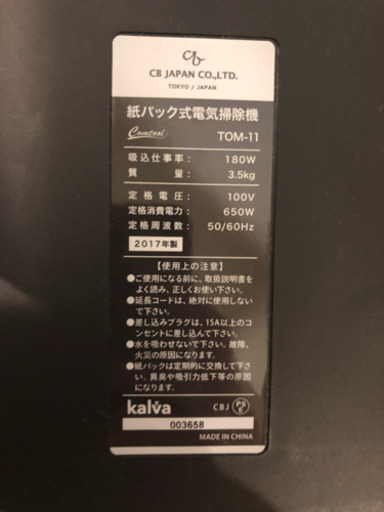 cb
CB JAPAN CO.,LTD.
TOKYO / JAPAN
紙パック式電気掃除機
Comtool TOM-11
吸込仕事率: 180W
質量: 3.5kg
定格電圧: 100V
定格消費電力: 650W
定格周波数: 50/60Hz
2017年製
【使用上の注意】
●ご使用になる前に、取扱説明書を
よく読み、正しくお使い下さい。
●延長コードは、絶対に使用しない
で下さい。
●差し込みプラグは、15A以上のコ
ンセントに差し込んで下さい。
●水を吸わせないで下さい。故障、
火災の原因になります。
●紙パックは定期的に交換して下さ
い。異臭や吸引力低下等の原因
になります。
kalva CBJ PSE
003658
MADE IN CHINA